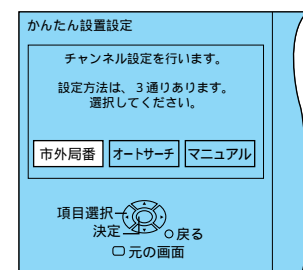 かんたん設置設定
チャンネル設定を行います。
設定方法は、3通りあります。
選択してください。
市外局番 オートサーチ マニュアル
項目選択
決定 戻る
元の画面